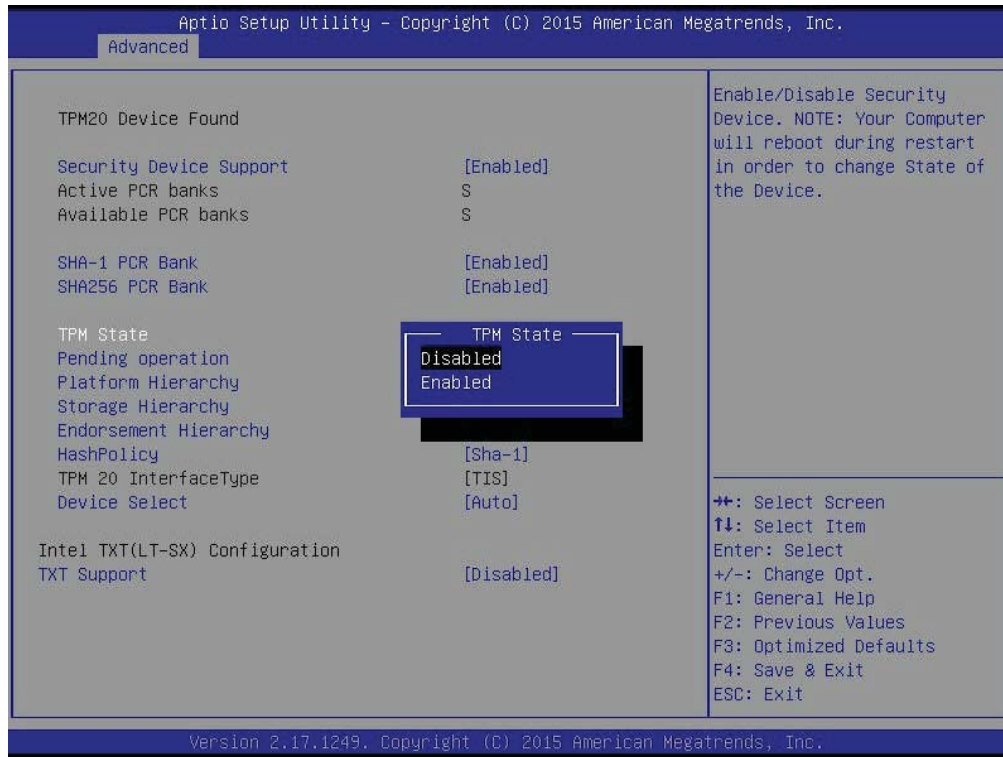 Aptio Setup Utility – Copyright (C) 2015 American Megatrends, Inc.
Advanced
TPM20 Device Found
Security Device Support [Enabled]
Active PCR banks S
Available PCR banks S
SHA-1 PCR Bank [Enabled]
SHA256 PCR Bank [Enabled]
TPM State
Pending operation
Platform Hierarchy
Storage Hierarchy
Endorsement Hierarchy
HashPolicy [Sha-1]
TPM 20 InterfaceType [TIS]
Device Select [Auto]
Intel TXT(LT-SX) Configuration
TXT Support [Disabled]
TPM State
Disabled
Enabled
Enable/Disable Security
Device. NOTE: Your Computer
will reboot during restart
in order to change State of
the Device.
→←: Select Screen
↑↓: Select Item
Enter: Select
+/-: Change Opt.
F1: General Help
F2: Previous Values
F3: Optimized Defaults
F4: Save & Exit
ESC: Exit
Version 2.17.1249. Copyright (C) 2015 American Megatrends, Inc.